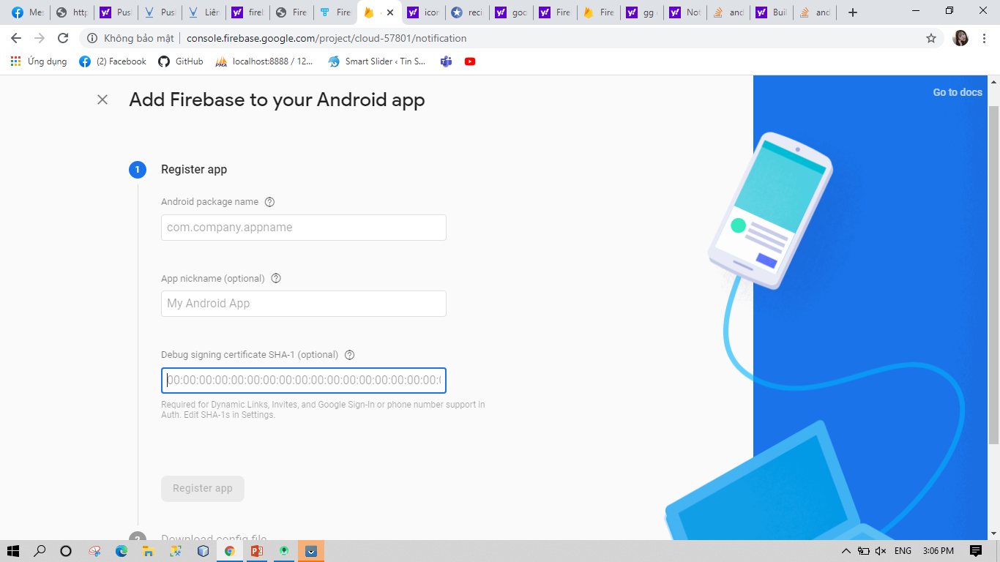 Mes
http
Pus
Pus
Liên
firel
Fire
Fire
icor
reci
goo
Fire
Fire
gg
Not
and
Buil
and
Không bảo mật
console.firebase.google.com/project/cloud-57801/notification
Ứng dụng
(2) Facebook
GitHub
localhost:8888 / 12...
Smart Slider ‹ Tin S...
Go to docs
Add Firebase to your Android app
1 Register app
Android package name ?
com.company.appname
App nickname (optional) ?
My Android App
Debug signing certificate SHA-1 (optional) ?
00:00:00:00:00:00:00:00:00:00:00:00:00:00:00:00:00:
Required for Dynamic Links, Invites, and Google Sign-In or phone number support in
Auth. Edit SHA-1s in Settings.
Register app
2 Download config file
ENG
3:06 PM